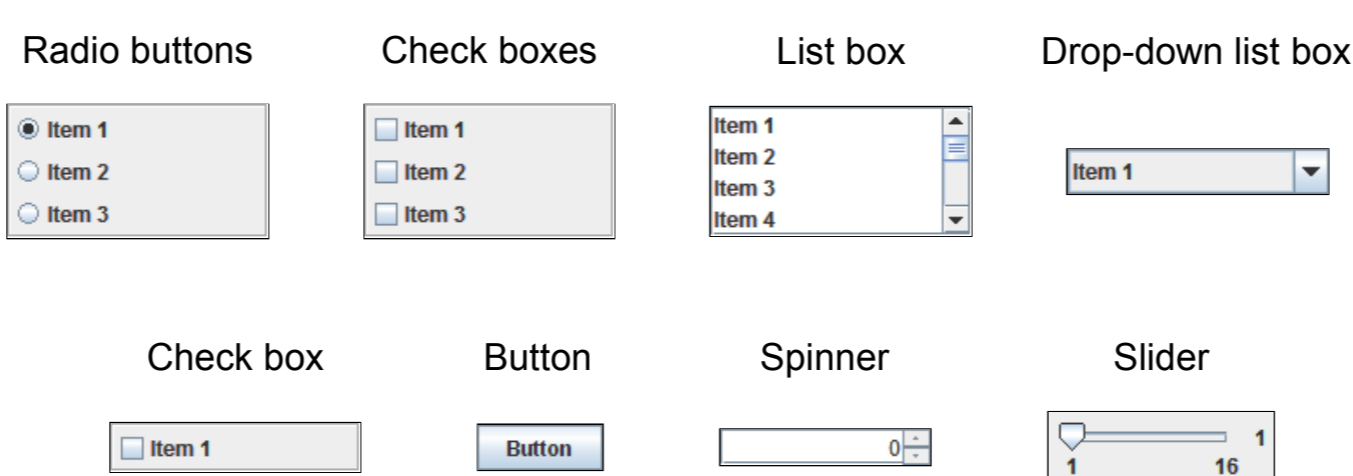 Radio buttons
Check boxes
List box
Drop-down list box
Item 1
Item 2
Item 3
Item 1
Item 2
Item 3
Item 1
Item 2
Item 3
Item 4
Item 1
Check box
Button
Spinner
Slider
Item 1
Button
0
1
1
16